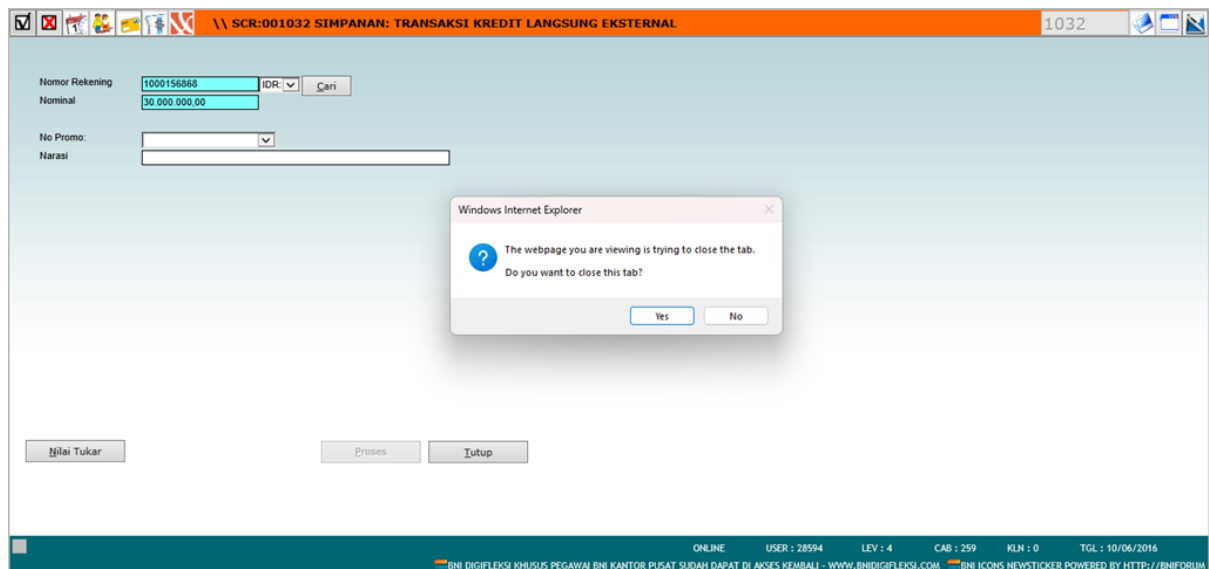 \\ SCR:001032 SIMPANAN: TRANSAKSI KREDIT LANGSUNG EKSTERNAL 1032
Nomor Rekening 1000156868 IDR: Cari
Nominal 30.000.000,00
No Promo:
Narasi
Windows Internet Explorer
The webpage you are viewing is trying to close the tab.
Do you want to close this tab?
Yes No
Nilai Tukar Proses Tutup
ONLINE USER : 28594 LEV : 4 CAB : 259 KLN : 0 TGL : 10/06/2016
BNI DIGIFLEKSI KHUSUS PEGAWAI BNI KANTOR PUSAT SUDAH DAPAT DI AKSES KEMBALI - WWW.BNIDIGIFLEKSI.COM BNI ICONS NEWSTICKER POWERED BY HTTP://BNIFORUM